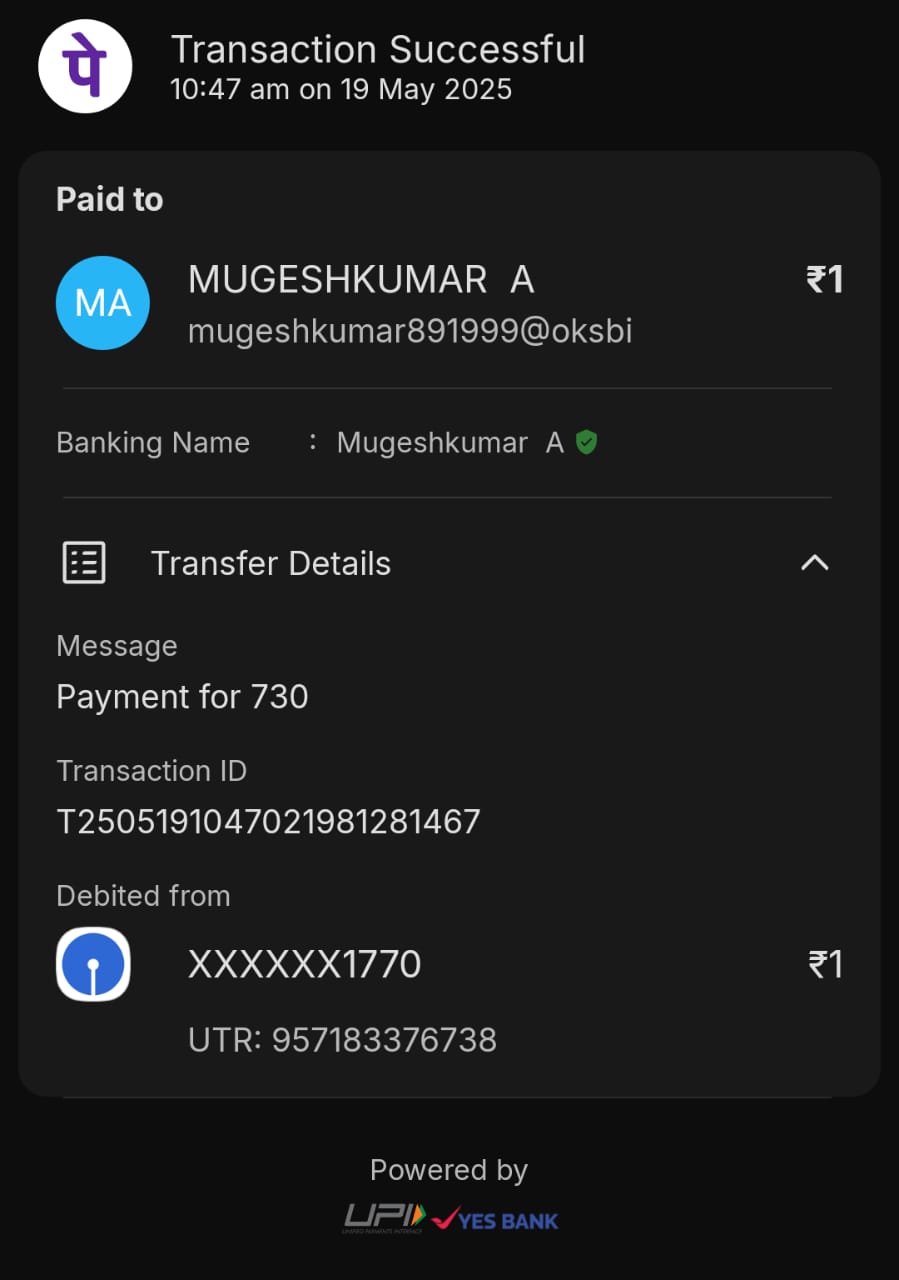 पे
Transaction Successful
10:47 am on 19 May 2025
Paid to
MA
MUGESHKUMAR A
₹1
mugeshkumar891999@oksbi
Banking Name : Mugeshkumar A
Transfer Details
Message
Payment for 730
Transaction ID
T2505191047021981281467
Debited from
XXXXXX1770
₹1
UTR: 957183376738
Powered by
UPI YES BANK
UNIFIED PAYMENTS INTERFACE